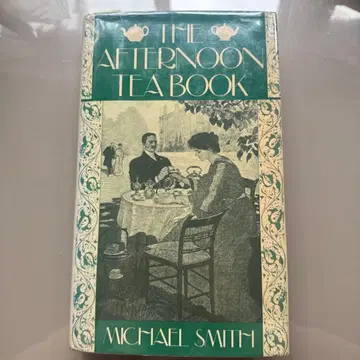 THE
AFTERNOON
TEA BOOK
MICHAEL SMITH